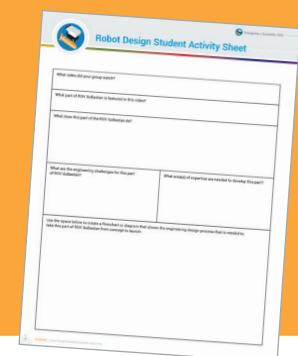 Robot Design Student Activity Sheet
What video did your group watch?
What part of ROV SuBastian is featured in this video?
What does this part of the ROV SuBastian do?
What are the engineering challenges for this part
of ROV SuBastian?
What area(s) of expertise are needed to develop this part?
Use the space below to create a flowchart or diagram that shows the engineering design process that is needed to
take this part of ROV SuBastian from concept to launch.